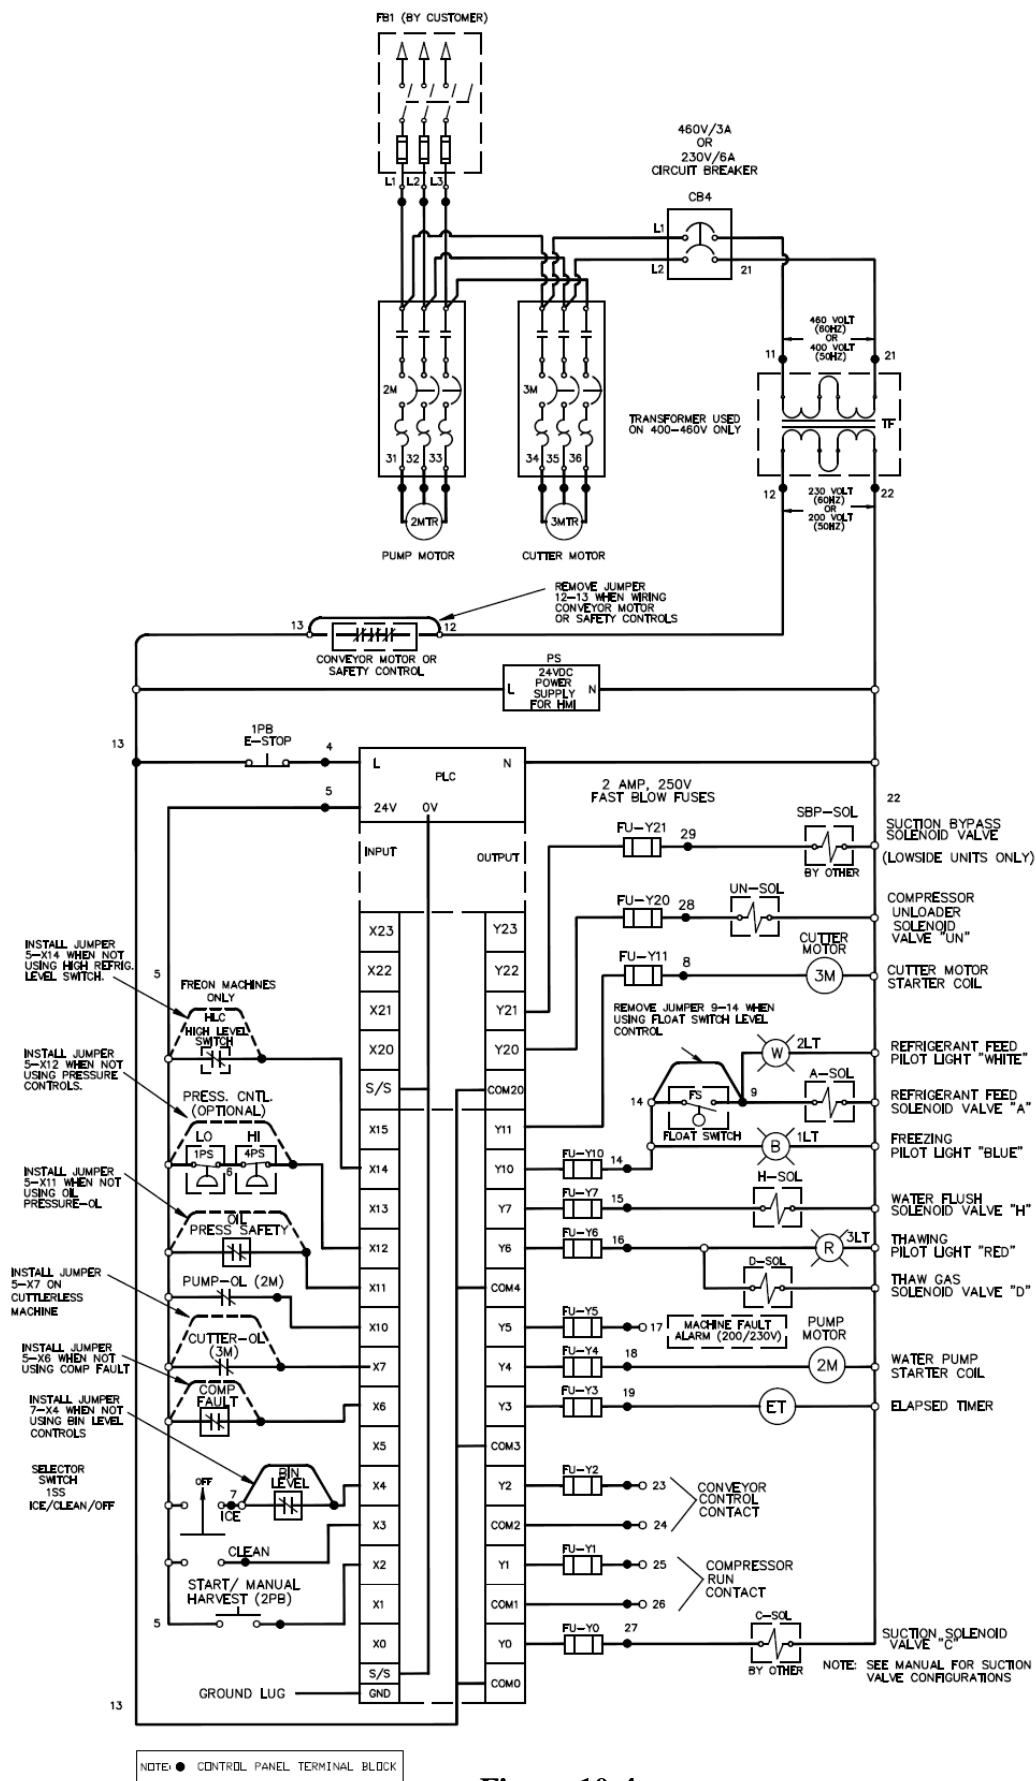 FB1 (BY CUSTOMER)
L1 L2 L3
460V/3A
OR
230V/6A
CIRCUIT BREAKER
CB4
L1
L2
21
460 VOLT
(60HZ)
OR
400 VOLT
(50HZ)
11
21
2M
3M
TRANSFORMER USED
ON 400-460V ONLY
TF
31 32 33
34 35 36
12
230 VOLT
(60HZ)
OR
200 VOLT
(50HZ)
22
2MTR
3MTR
PUMP MOTOR
CUTTER MOTOR
REMOVE JUMPER
12-13 WHEN WIRING
CONVEYOR MOTOR
OR SAFETY CONTROLS
13
12
CONVEYOR MOTOR OR
SAFETY CONTROL
PS
L
24VDC
POWER
SUPPLY
FOR HMI
N
13
1PB
E-STOP
4
L
PLC
N
5
24V
0V
2 AMP, 250V
FAST BLOW FUSES
22
INPUT
OUTPUT
FU-Y21
29
SBP-SOL
BY OTHER
SUCTION BYPASS
SOLENOID VALVE
(LOWSIDE UNITS ONLY)
FU-Y20
28
UN-SOL
COMPRESSOR
UNLOADER
SOLENOID
VALVE "UN"
X23
Y23
FU-Y11
8
CUTTER
MOTOR
3M
CUTTER MOTOR
STARTER COIL
INSTALL JUMPER
5-X14 WHEN NOT
USING HIGH REFRIG.
LEVEL SWITCH.
5
X22
Y22
FREON MACHINES
ONLY
HLC
HIGH LEVEL
SWITCH
X21
Y21
REMOVE JUMPER 9-14 WHEN
USING FLOAT SWITCH LEVEL
CONTROL
X20
Y20
W
2LT
REFRIGERANT FEED
PILOT LIGHT "WHITE"
INSTALL JUMPER
5-X12 WHEN NOT
USING PRESSURE
CONTROLS.
S/S
COM20
14
FS
9
FLOAT SWITCH
A-SOL
REFRIGERANT FEED
SOLENOID VALVE "A"
PRESS. CNTL.
(OPTIONAL)
LO
HI
1PS
6
4PS
X15
Y11
B
1LT
FREEZING
PILOT LIGHT "BLUE"
X14
Y10
FU-Y10
14
INSTALL JUMPER
5-X11 WHEN NOT
USING OIL
PRESSURE-OL
X13
Y7
FU-Y7
15
H-SOL
WATER FLUSH
SOLENOID VALVE "H"
OIL
PRESS SAFETY
X12
Y6
FU-Y6
16
R
3LT
THAWING
PILOT LIGHT "RED"
INSTALL JUMPER
5-X7 ON
CUTTLERLESS
MACHINE
PUMP-OL (2M)
X11
COM4
D-SOL
THAW GAS
SOLENOID VALVE "D"
X10
Y5
FU-Y5
17
MACHINE FAULT
ALARM (200/230V)
PUMP
MOTOR
INSTALL JUMPER
5-X6 WHEN NOT
USING COMP FAULT
CUTTER-OL
(3M)
X7
Y4
FU-Y4
18
2M
WATER PUMP
STARTER COIL
COMP
FAULT
X6
Y3
FU-Y3
19
ET
ELAPSED TIMER
INSTALL JUMPER
7-X4 WHEN NOT
USING BIN LEVEL
CONTROLS
X5
COM3
SELECTOR
SWITCH
1SS
ICE/CLEAN/OFF
OFF
7
ICE
BIN
LEVEL
X4
Y2
FU-Y2
23
CONVEYOR
CONTROL
CONTACT
X3
COM2
24
CLEAN
X2
Y1
FU-Y1
25
COMPRESSOR
RUN
CONTACT
START/ MANUAL
HARVEST (2PB)
5
X1
COM1
26
X0
Y0
FU-Y0
27
C-SOL
BY OTHER
SUCTION SOLENOID
VALVE "C"
NOTE: SEE MANUAL FOR SUCTION
VALVE CONFIGURATIONS
S/S
COM0
GROUND LUG
GND
13
NOTE: ● CONTROL PANEL TERMINAL BLOCK